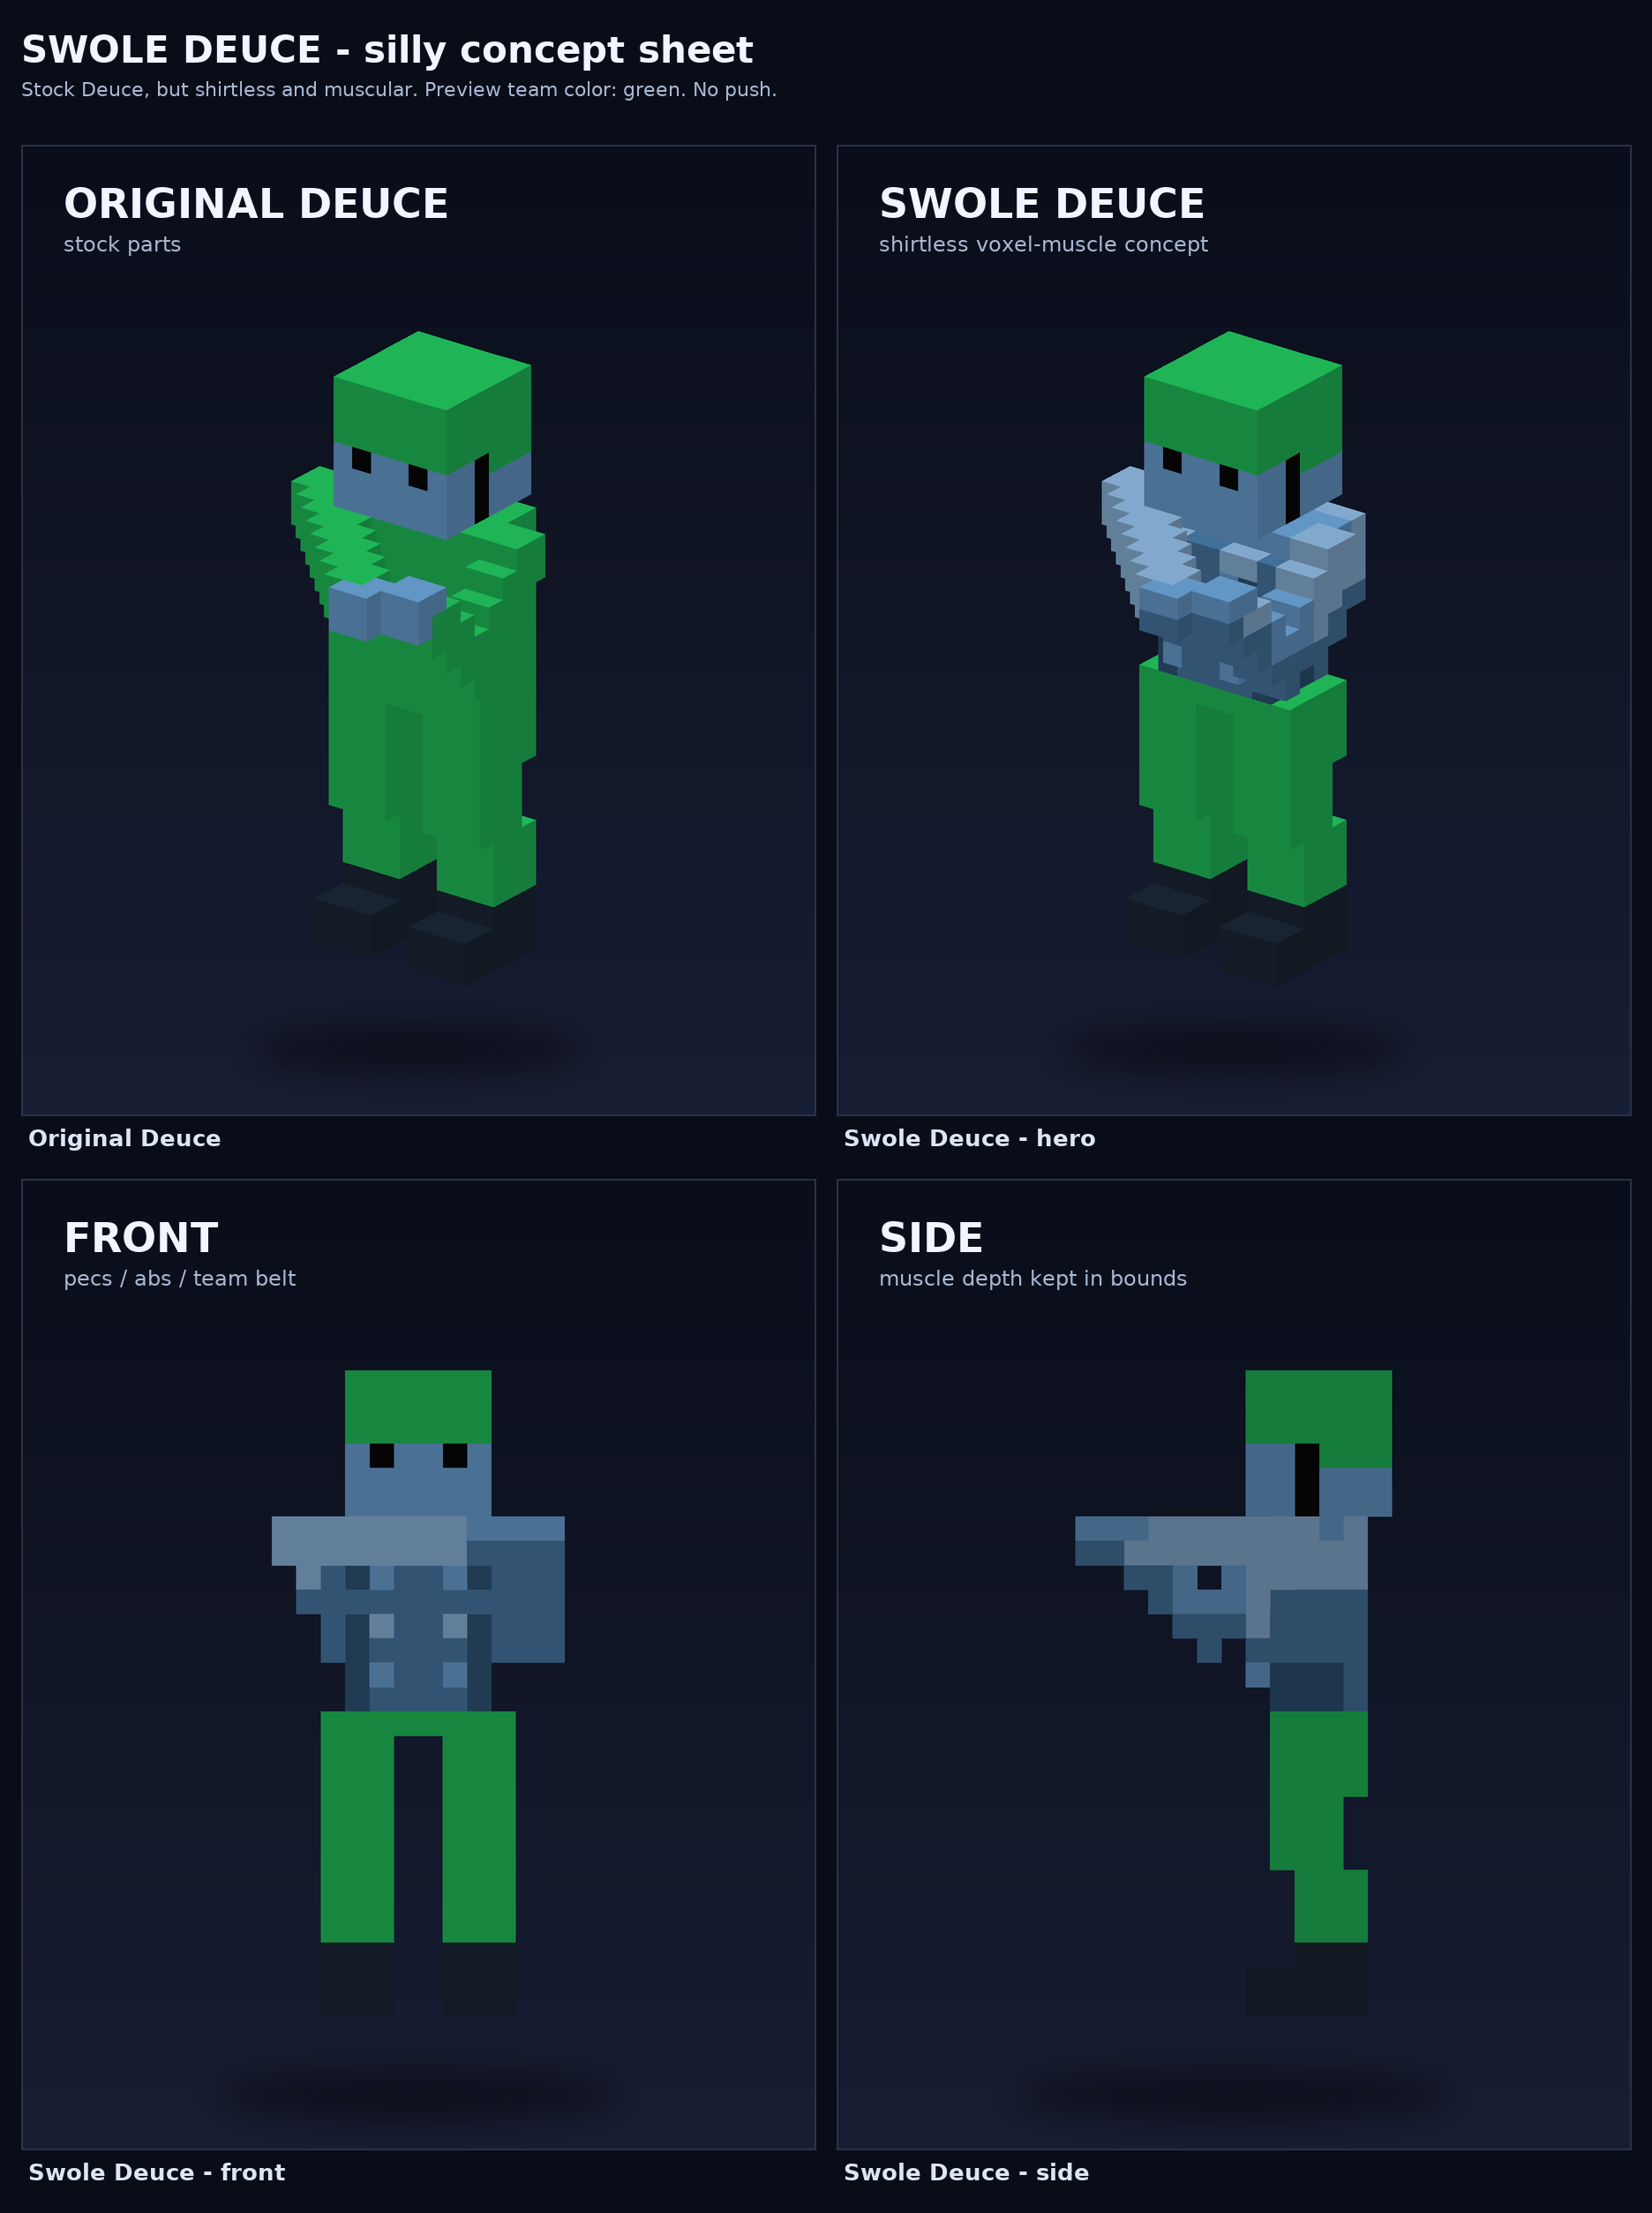 SWOLE DEUCE - silly concept sheet
Stock Deuce, but shirtless and muscular. Preview team color: green. No push.
ORIGINAL DEUCE
stock parts
SWOLE DEUCE
shirtless voxel-muscle concept
Original Deuce
Swole Deuce - hero
FRONT
pecs / abs / team belt
SIDE
muscle depth kept in bounds
Swole Deuce - front
Swole Deuce - side